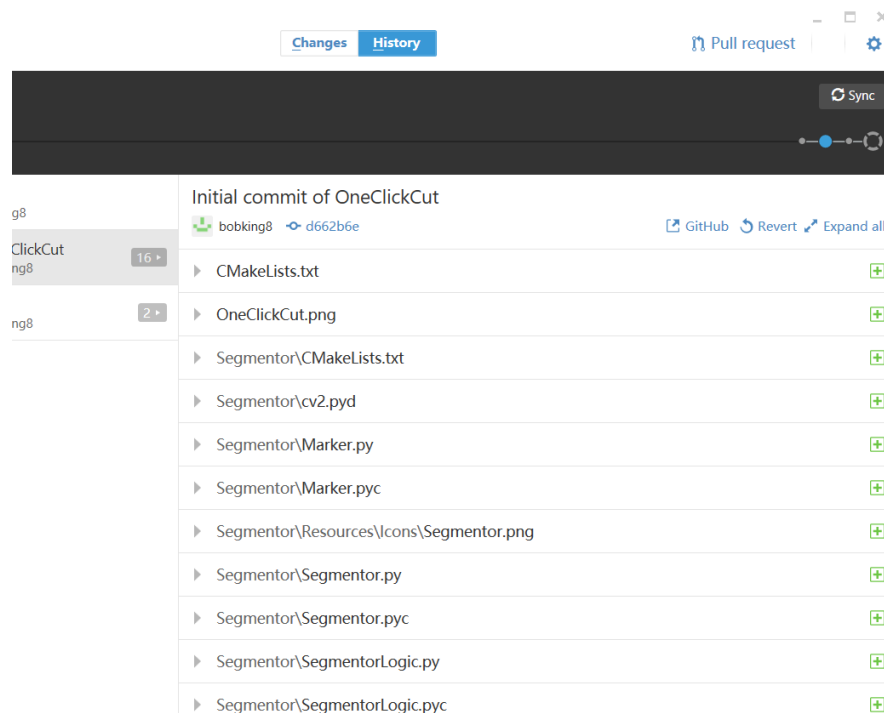 Changes History Pull request
Sync
Initial commit of OneClickCut
g8
bobking8 d662b6e GitHub Revert Expand all
ClickCut
16
ng8
CMakeLists.txt
2
OneClickCut.png
ng8
Segmentor\CMakeLists.txt
Segmentor\cv2.pyd
Segmentor\Marker.py
Segmentor\Marker.pyc
Segmentor\Resources\Icons\Segmentor.png
Segmentor\Segmentor.py
Segmentor\Segmentor.pyc
Segmentor\SegmentorLogic.py
Segmentor\SegmentorLogic.pyc